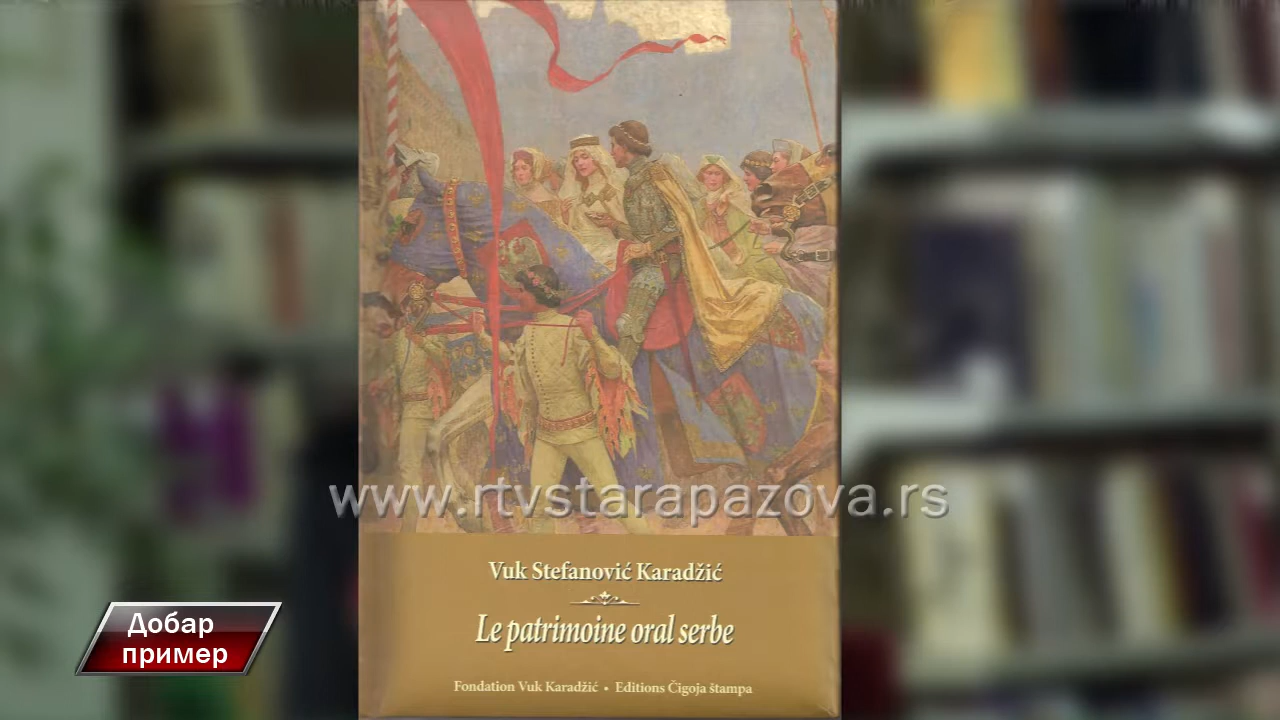 www.rtvstarapazova.rs
Vuk Stefanović Karadžić
Le patrimoine oral serbe
Fondation Vuk Karadžić • Editions Čigoja štampa
Добар
пример